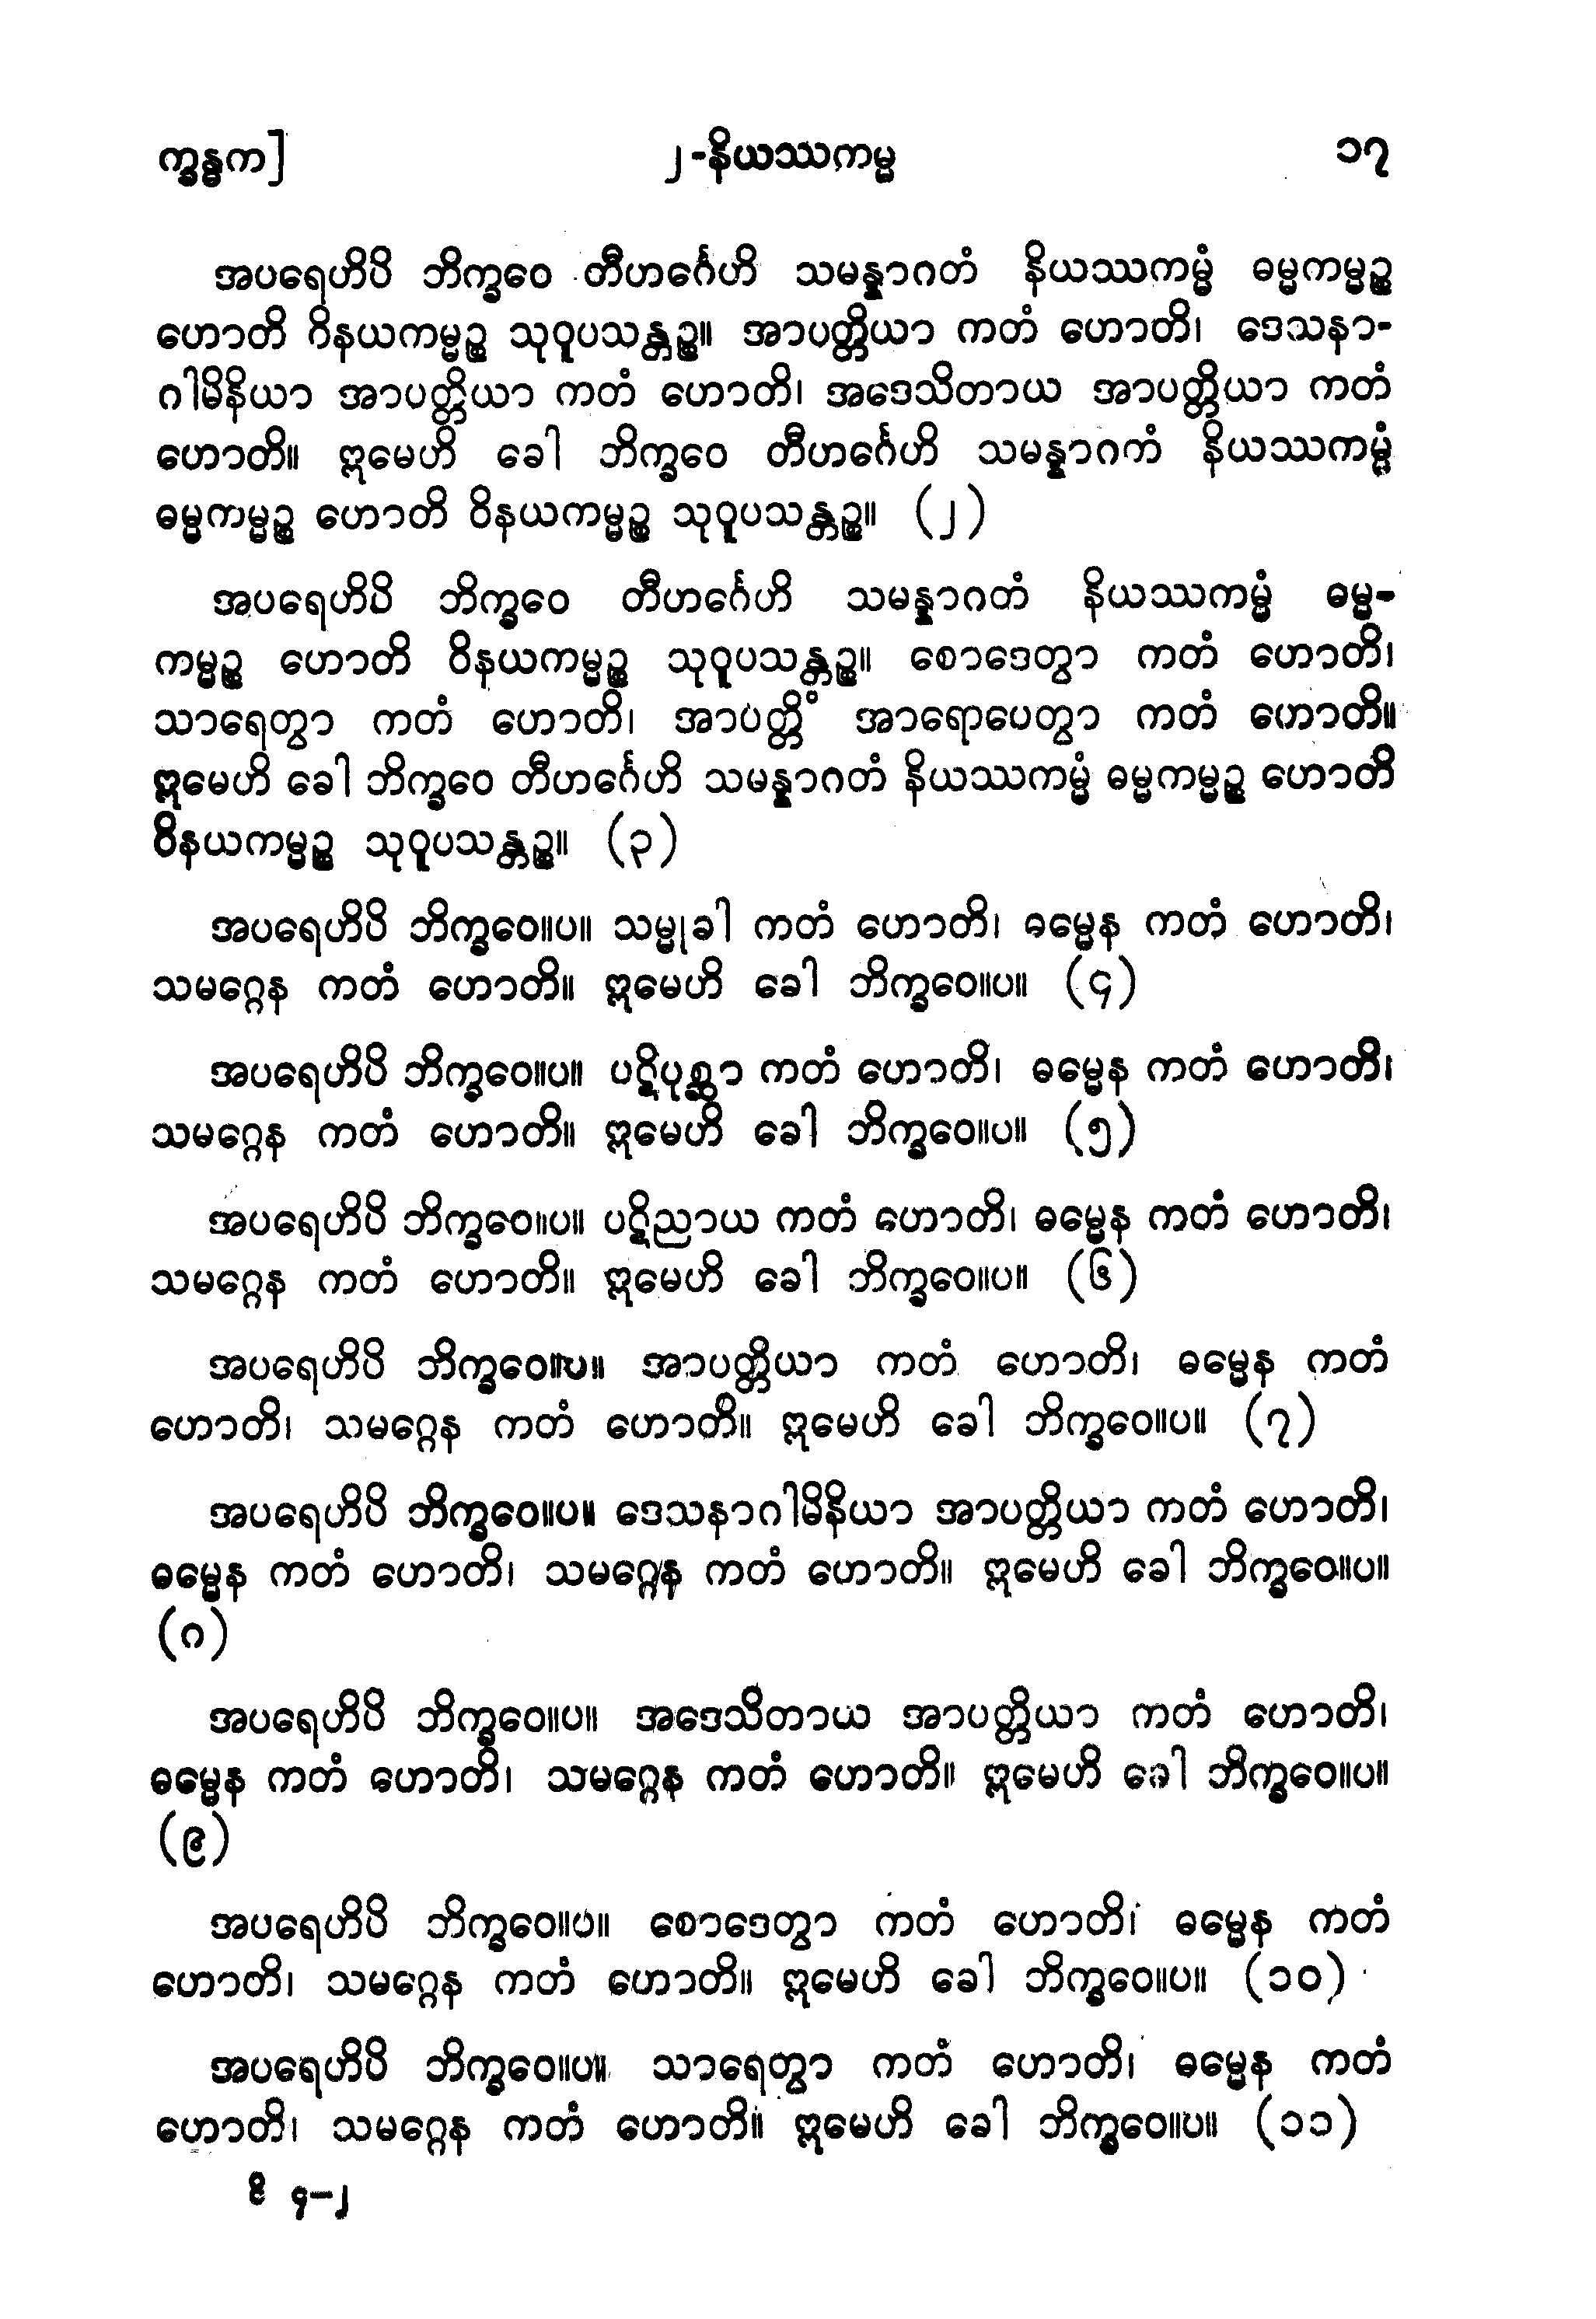 က္ခန္ဓက]
၂-နိယဿကမ္မ
၁၇
အပရေဟိပိ ဘိက္ခဝေ တီဟင်္ဂေဟိ သမန္နာဂတံ နိယဿကမ္မံ ဓမ္မကမ္မဉ္စ
ဟောတိ ဝိနယကမ္မဉ္စ သုဝူပသန္တဉ္စ။ အာပတ္တိယာ ကတံ ဟောတိ၊ ဒေသနာ-
ဂါမိနိယာ အာပတ္တိယာ ကတံ ဟောတိ၊ အဒေသိတာယ အာပတ္တိယာ ကတံ
ဟောတိ။ ဣမေဟိ ခေါ ဘိက္ခဝေ တီဟင်္ဂေဟိ သမန္နာဂကံ နိယဿကမ္မံ
ဓမ္မကမ္မဉ္စ ဟောတိ ဝိနယကမ္မဉ္စ သုဝူပသန္တဉ္စ။ (၂)
အပရေဟိပိ ဘိက္ခဝေ တီဟင်္ဂေဟိ သမန္နာဂတံ နိယဿကမ္မံ ဓမ္မ-
ကမ္မဉ္စ ဟောတိ ဝိနယကမ္မဉ္စ သုဝူပသန္တဉ္စ။ စောဒေတွာ ကတံ ဟောတိ၊
သာရေတွာ ကတံ ဟောတိ၊ အာပတ္တိံ အာရောပေတွာ ကတံ ဟောတိ။
ဣမေဟိ ခေါ ဘိက္ခဝေ တီဟင်္ဂေဟိ သမန္နာဂတံ နိယဿကမ္မံ ဓမ္မကမ္မဉ္စ ဟောတိ
ဝိနယကမ္မဉ္စ သုဝူပသန္တဉ္စ။ (၃)
အပရေဟိပိ ဘိက္ခဝေ။ပ။ သမ္မုခါ ကတံ ဟောတိ၊ ဓမ္မေန ကတံ ဟောတိ၊
သမဂ္ဂေန ကတံ ဟောတိ။ ဣမေဟိ ခေါ ဘိက္ခဝေ။ပ။ (၄)
အပရေဟိပိ ဘိက္ခဝေ။ပ။ ပဋိပုစ္ဆာ ကတံ ဟောတိ၊ ဓမ္မေန ကတံ ဟောတိ၊
သမဂ္ဂေန ကတံ ဟောတိ။ ဣမေဟိ ခေါ ဘိက္ခဝေ။ပ။ (၅)
အပရေဟိပိ ဘိက္ခဝေ။ပ။ ပဋိညာယ ကတံ ဟောတိ၊ ဓမ္မေန ကတံ ဟောတိ၊
သမဂ္ဂေန ကတံ ဟောတိ။ ဣမေဟိ ခေါ ဘိက္ခဝေ။ပ။ (၆)
အပရေဟိပိ ဘိက္ခဝေ။ပ။ အာပတ္တိယာ ကတံ ဟောတိ၊ ဓမ္မေန ကတံ
ဟောတိ၊ သမဂ္ဂေန ကတံ ဟောတိ။ ဣမေဟိ ခေါ ဘိက္ခဝေ။ပ။ (၇)
အပရေဟိပိ ဘိက္ခဝေ။ပ။ ဒေသနာဂါမိနိယာ အာပတ္တိယာ ကတံ ဟောတိ၊
ဓမ္မေန ကတံ ဟောတိ၊ သမဂ္ဂေန ကတံ ဟောတိ။ ဣမေဟိ ခေါ ဘိက္ခဝေ။ပ။
(၈)
အပရေဟိပိ ဘိက္ခဝေ။ပ။ အဒေသိတာယ အာပတ္တိယာ ကတံ ဟောတိ၊
ဓမ္မေန ကတံ ဟောတိ၊ သမဂ္ဂေန ကတံ ဟောတိ။ ဣမေဟိ ခေါ ဘိက္ခဝေ။ပ။
(၉)
အပရေဟိပိ ဘိက္ခဝေ။ပ။ စောဒေတွာ ကတံ ဟောတိ၊ ဓမ္မေန ကတံ
ဟောတိ၊ သမဂ္ဂေန ကတံ ဟောတိ။ ဣမေဟိ ခေါ ဘိက္ခဝေ။ပ။ (၁၀)
အပရေဟိပိ ဘိက္ခဝေ။ပ။ သာရေတွာ ကတံ ဟောတိ၊ ဓမ္မေန ကတံ
ဟောတိ၊ သမဂ္ဂေန ကတံ ဟောတိ။ ဣမေဟိ ခေါ ဘိက္ခဝေ။ပ။ (၁၁)
ဝိ ၄-၂